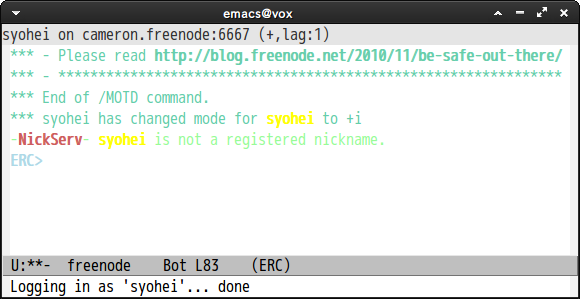 emacs@vox
syohei on cameron.freenode:6667 (+,lag:1)
*** - Please read http://blog.freenode.net/2010/11/be-safe-out-there/
*** - ***************************************************************
*** End of /MOTD command.
*** syohei has changed mode for syohei to +i
-NickServ- syohei is not a registered nickname.
ERC>
U:**-  freenode    Bot L83    (ERC)
Logging in as 'syohei'... done